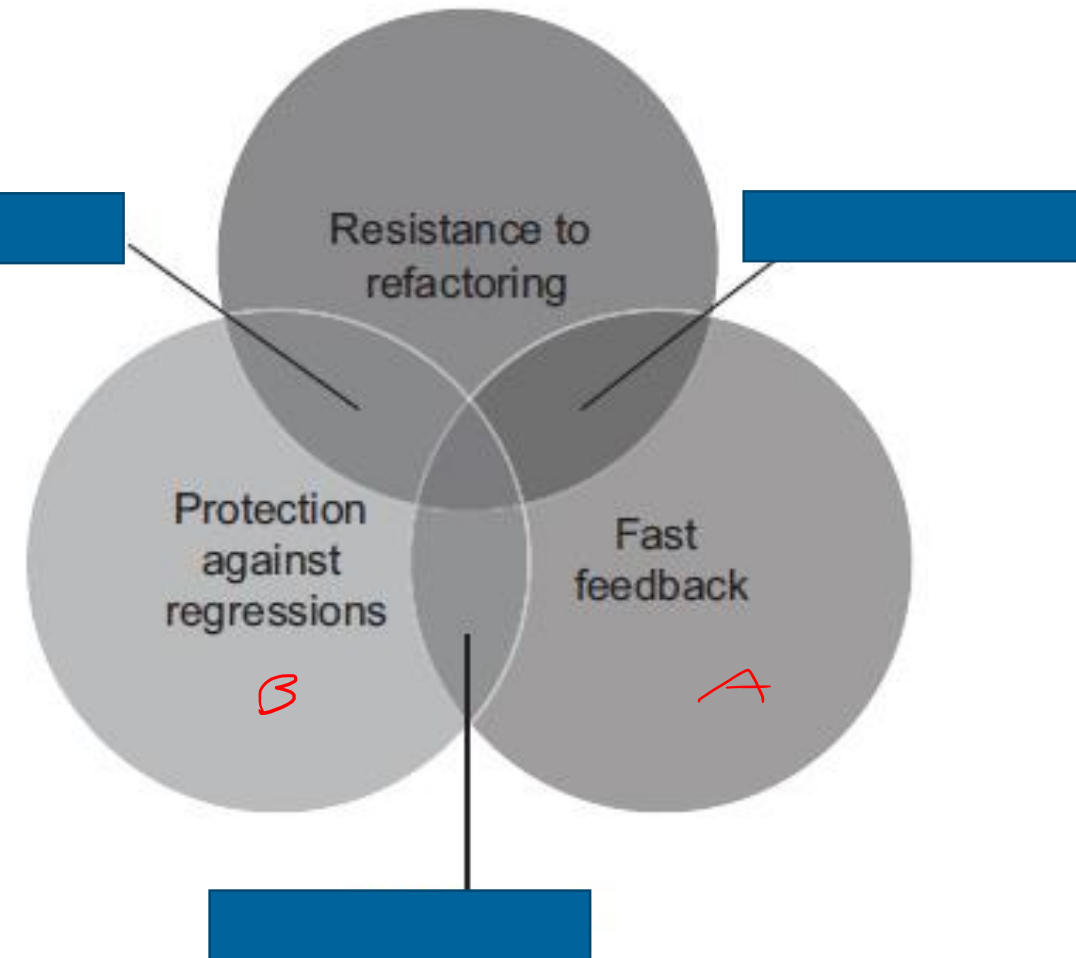 Resistance to
refactoring
Protection
against
regressions
Fast
feedback
B
A